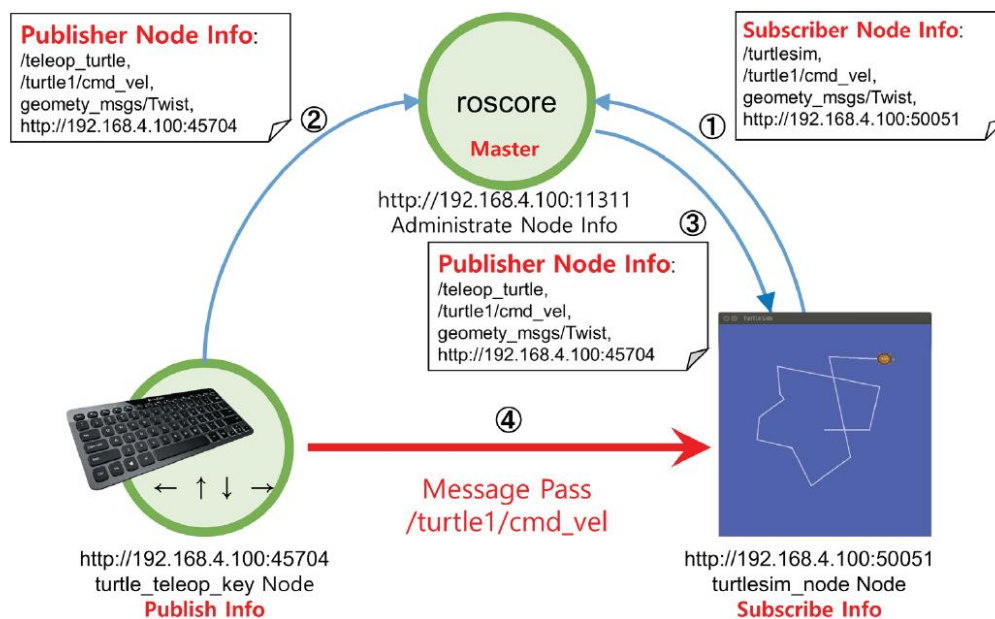 Publisher Node Info:
/teleop_turtle,
/turtle1/cmd_vel,
geomety_msgs/Twist,
http://192.168.4.100:45704
②
roscore
Master
http://192.168.4.100:11311
Administrate Node Info
①
Subscriber Node Info:
/turtlesim,
/turtle1/cmd_vel,
geomety_msgs/Twist,
http://192.168.4.100:50051
③
Publisher Node Info:
/teleop_turtle,
/turtle1/cmd_vel,
geomety_msgs/Twist,
http://192.168.4.100:45704
TurtleSim
← ↑ ↓ →
④
Message Pass
/turtle1/cmd_vel
http://192.168.4.100:45704
turtle_teleop_key Node
Publish Info
http://192.168.4.100:50051
turtlesim_node Node
Subscribe Info